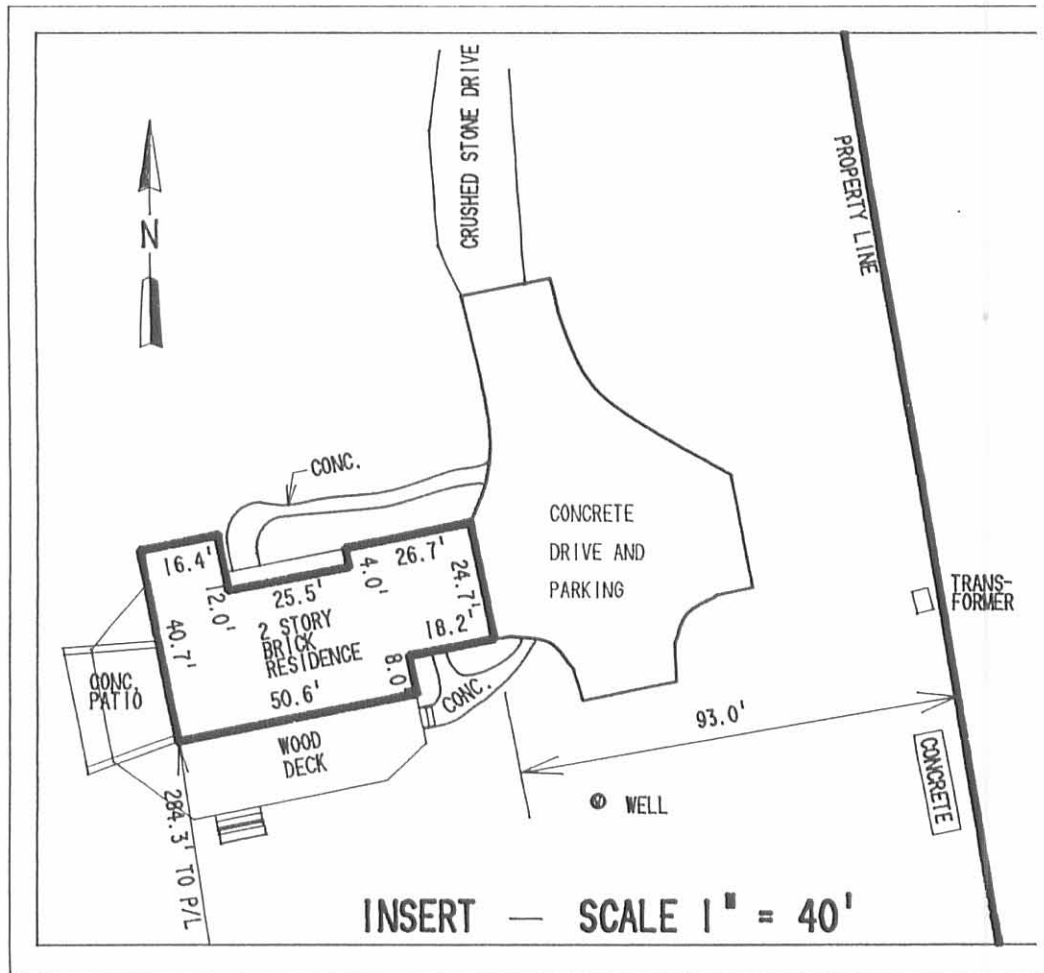 CRUSHED STONE DRIVE
PROPERTY LINE
N
CONC.
16.4'
26.7'
12.0'
25.5'
4.0'
24.7'
CONCRETE
DRIVE AND
PARKING
TRANS-
FORMER
40.7'
2 STORY
BRICK
RESIDENCE
18.2'
8.0'
50.6'
CONC.
PATIO
CONC.
93.0'
WOOD
DECK
CONCRETE
WELL
284.3' TO P/L
INSERT — SCALE 1" = 40'